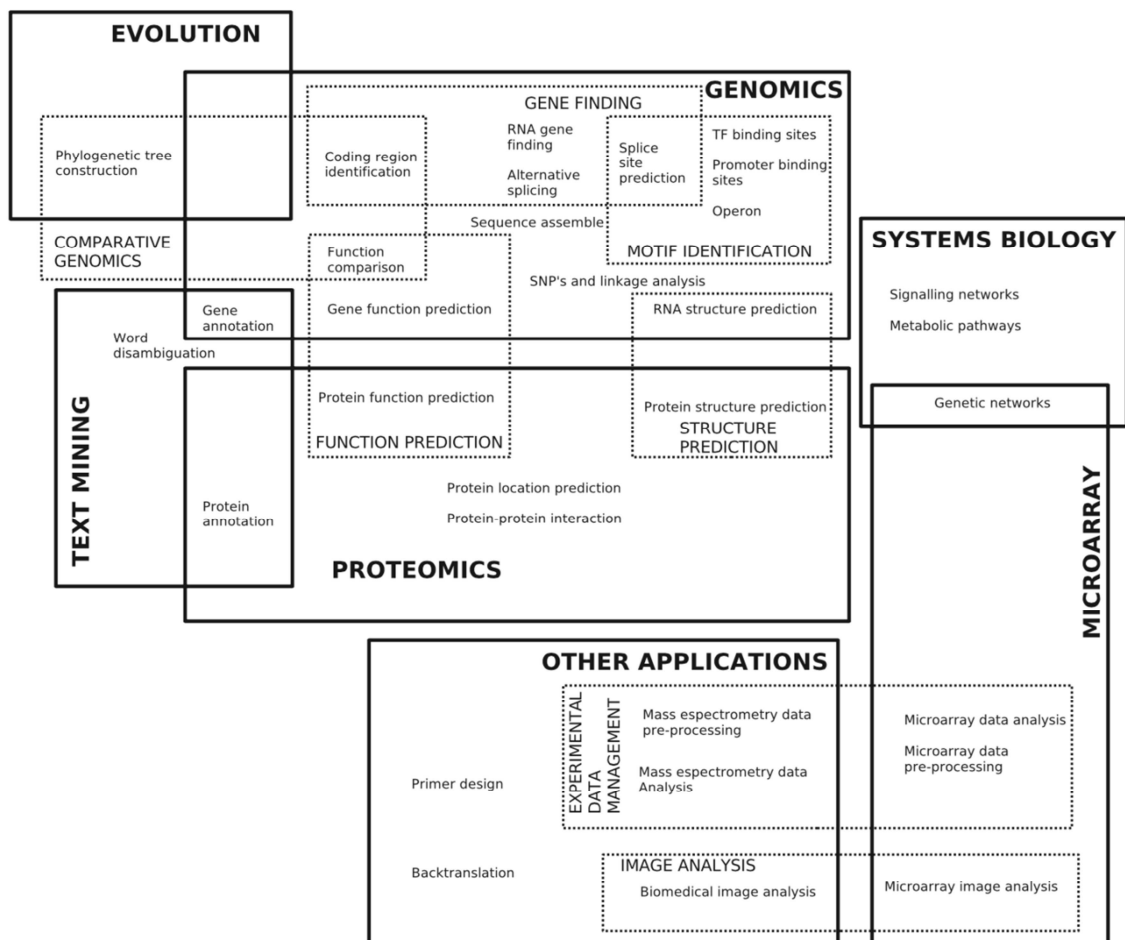 EVOLUTION
GENOMICS
GENE FINDING
RNA gene
finding
Alternative
splicing
Splice
site
prediction
TF binding sites
Promoter binding
sites
Operon
MOTIF IDENTIFICATION
Phylogenetic tree
construction
Coding region
identification
COMPARATIVE
GENOMICS
Sequence assemble
Function
comparison
SNP's and linkage analysis
Gene
annotation
Gene function prediction
RNA structure prediction
SYSTEMS BIOLOGY
Signalling networks
Metabolic pathways
Genetic networks
Word
disambiguation
TEXT MINING
Protein function prediction
FUNCTION PREDICTION
Protein structure prediction
STRUCTURE
PREDICTION
Protein location prediction
Protein-protein interaction
Protein
annotation
PROTEOMICS
MICROARRAY
OTHER APPLICATIONS
EXPERIMENTAL
DATA
MANAGEMENT
Mass espectrometry data
pre-processing
Mass espectrometry data
Analysis
Microarray data analysis
Microarray data
pre-processing
Primer design
Backtranslation
IMAGE ANALYSIS
Biomedical image analysis
Microarray image analysis